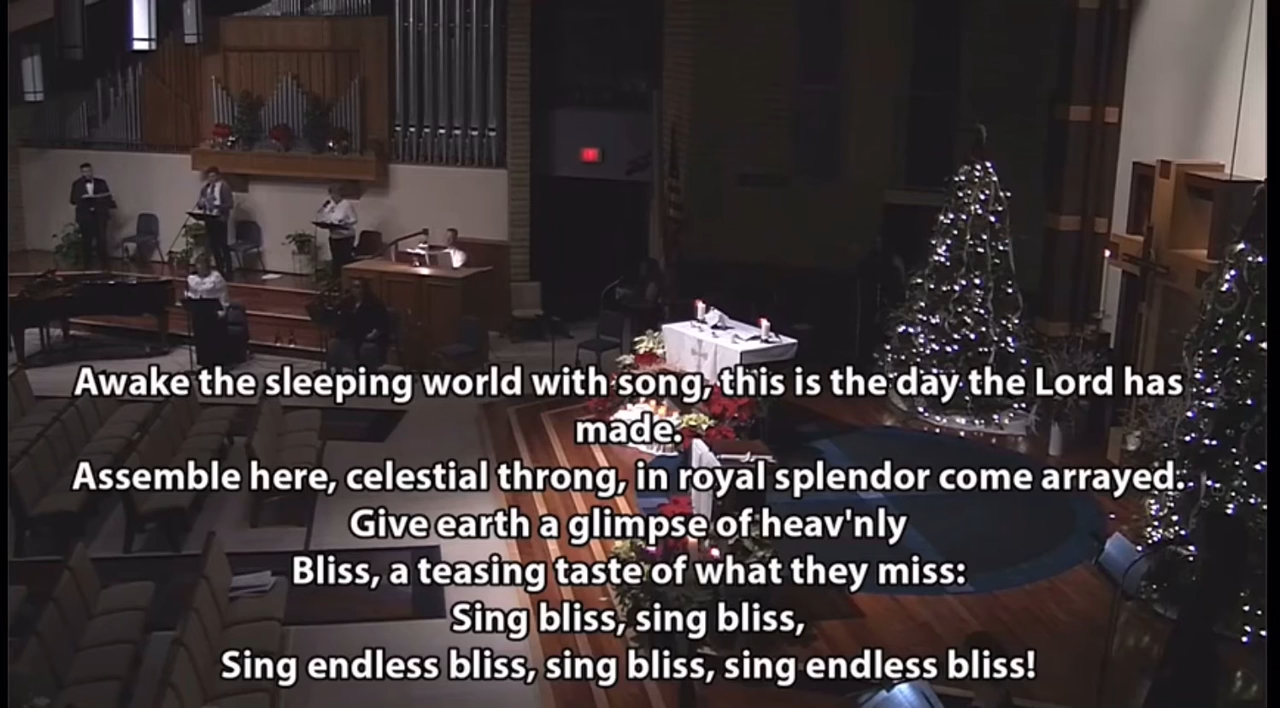 Awake the sleeping world with song, this is the day the Lord has
made.
Assemble here, celestial throng, in royal splendor come arrayed.
Give earth a glimpse of heav'nly
Bliss, a teasing taste of what they miss:
Sing bliss, sing bliss,
Sing endless bliss, sing bliss, sing endless bliss!